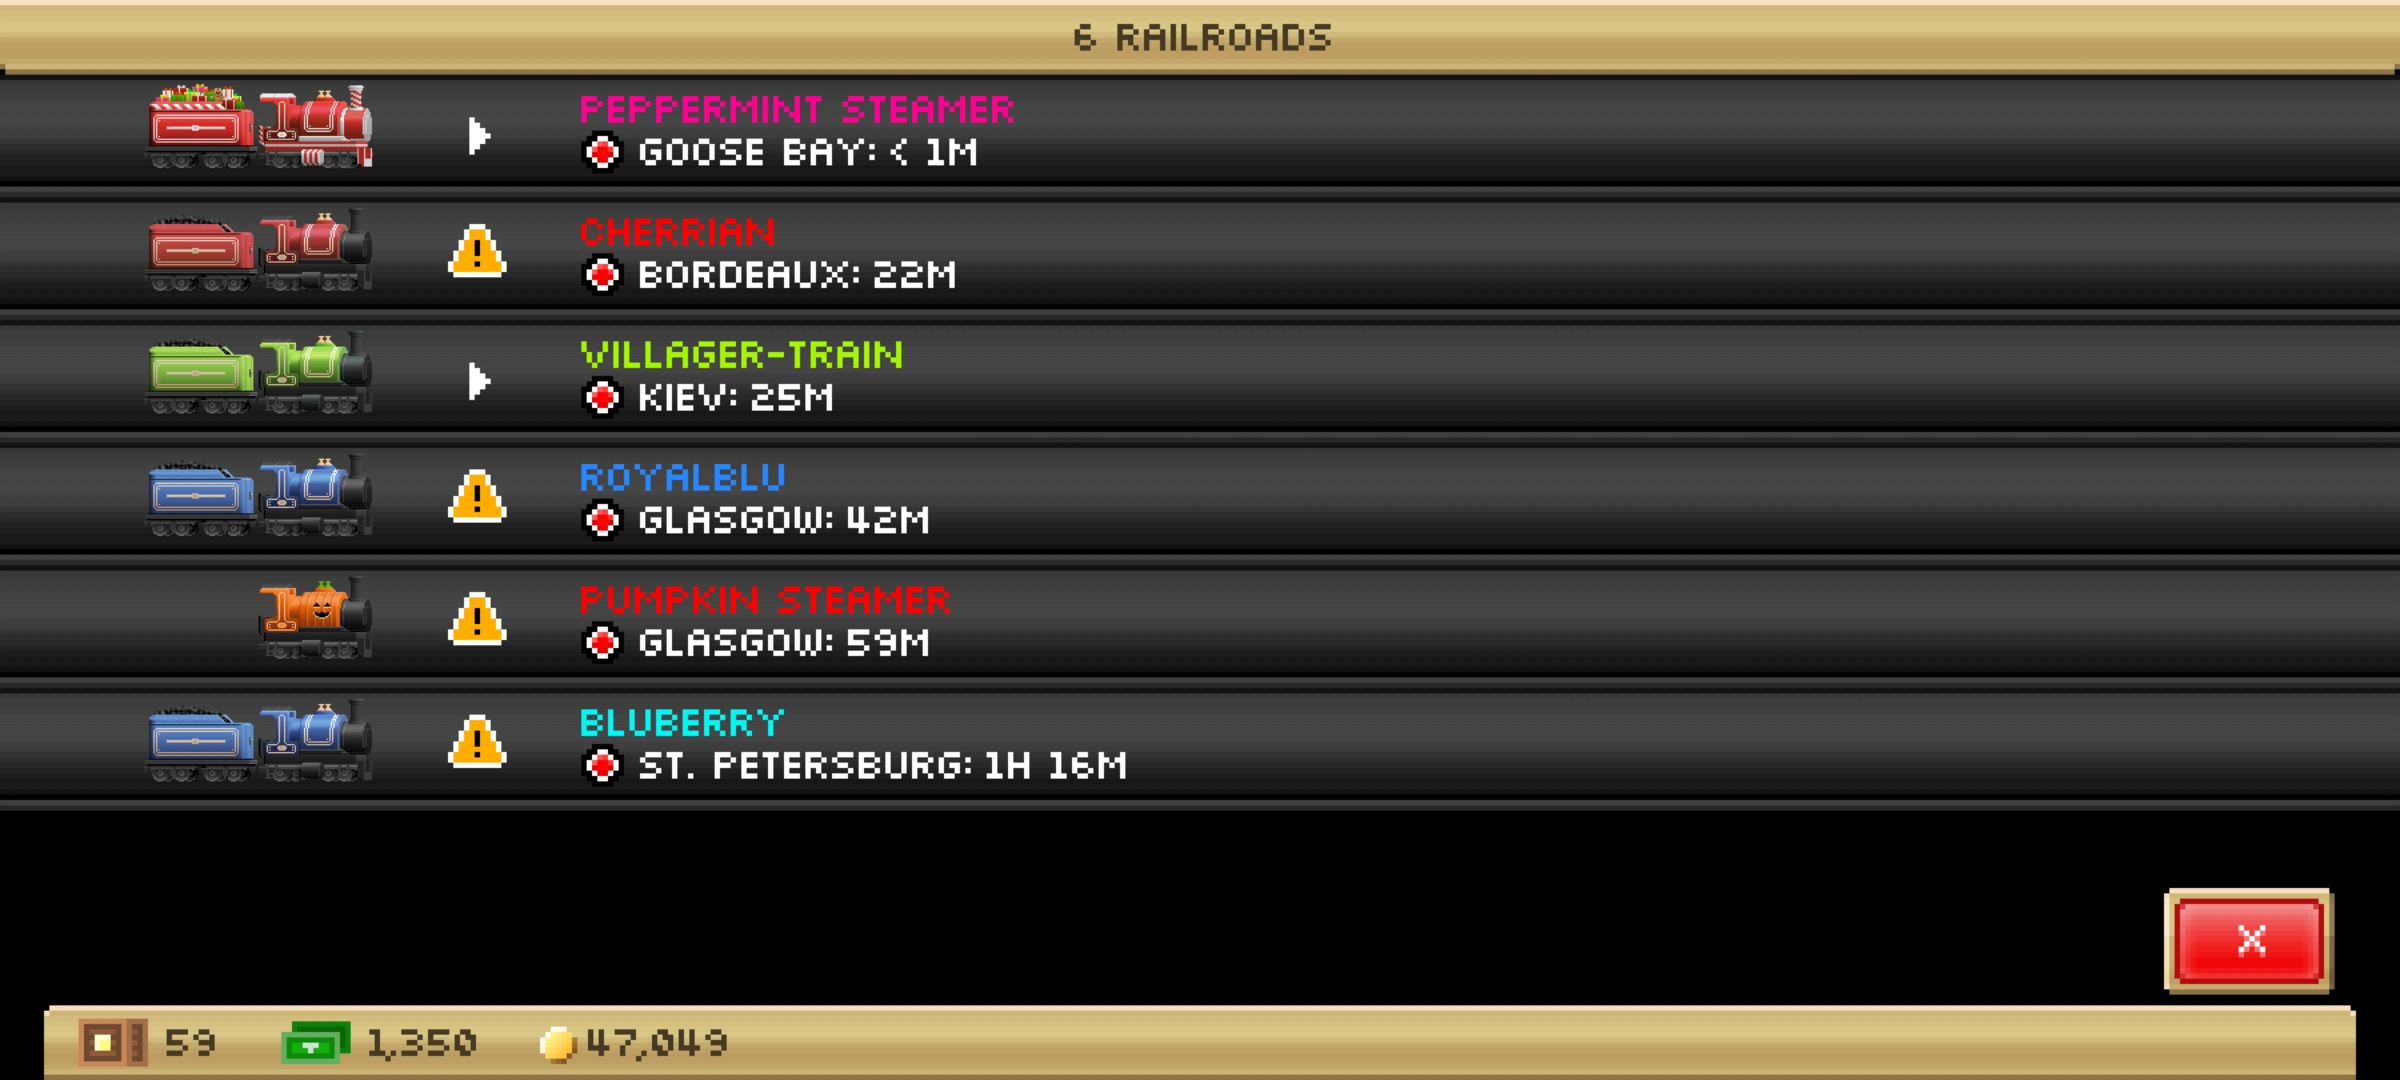 6 RAILROADS
PEPPERMINT STEAMER
GOOSE BAY: < 1M
CHERRIAN
BORDEAUX: 22M
VILLAGER-TRAIN
KIEV: 25M
ROYALBLU
GLASGOW: 42M
PUMPKIN STEAMER
GLASGOW: 59M
BLUBERRY
ST. PETERSBURG: 1H 16M
X
59 1,350 47,049